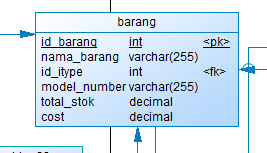 barang
id_barang int <pk>
nama_barang varchar(255)
id_itype int <fk>
model_number varchar(255)
total_stok decimal
cost decimal